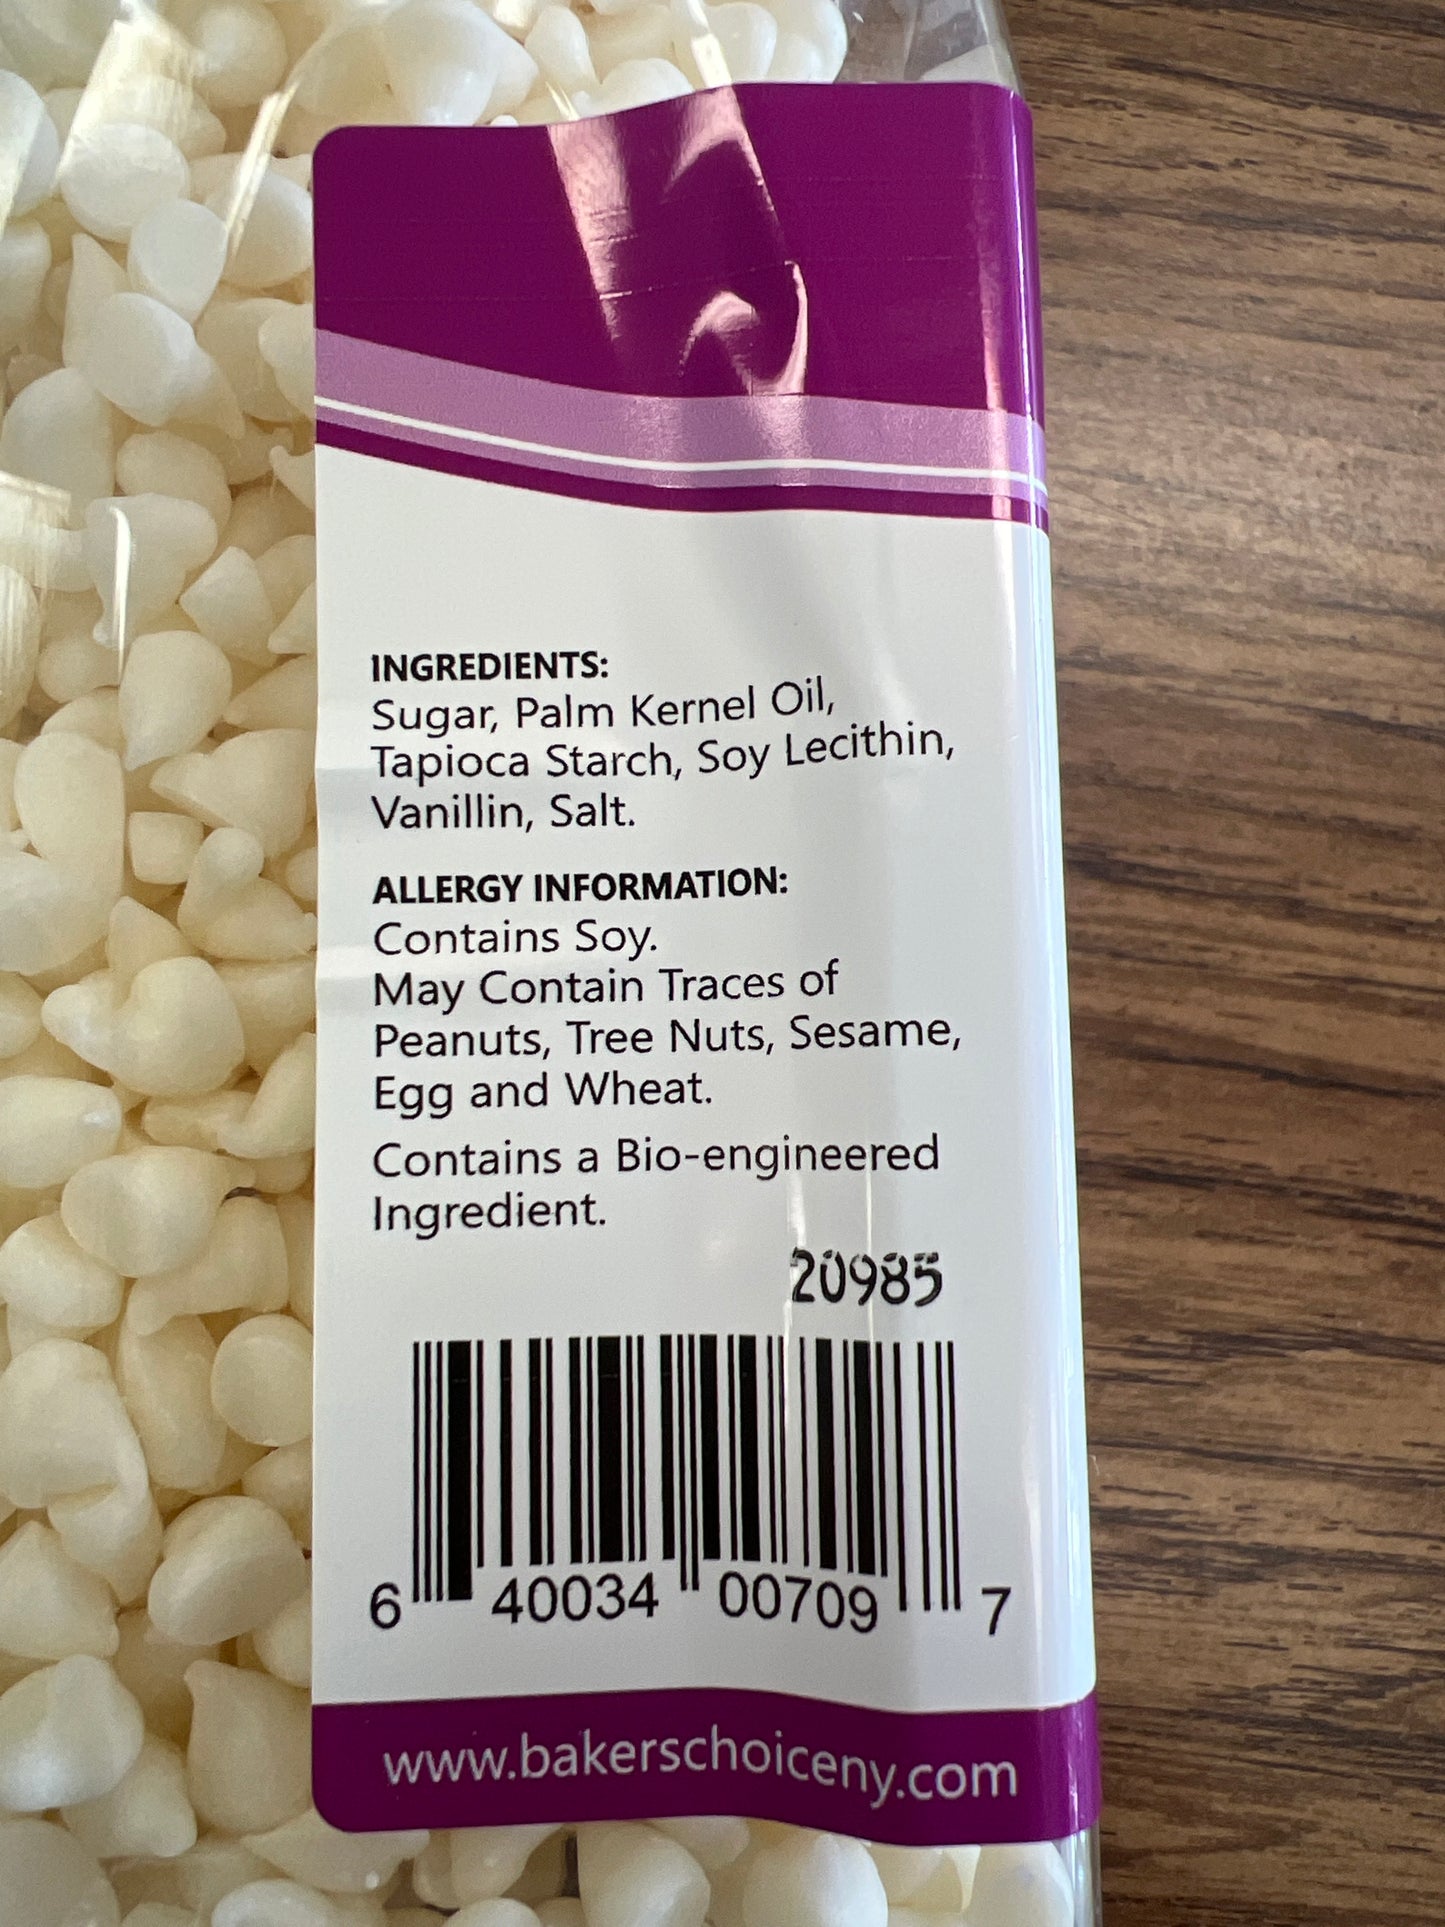 INGREDIENTS:
Sugar, Palm Kernel Oil,
Tapioca Starch, Soy Lecithin,
Vanillin, Salt.
ALLERGY INFORMATION:
Contains Soy.
May Contain Traces of
Peanuts, Tree Nuts, Sesame,
Egg and Wheat.
Contains a Bio-engineered
Ingredient.
20985
6 40034 00709 7
www.bakerschoiceny.com